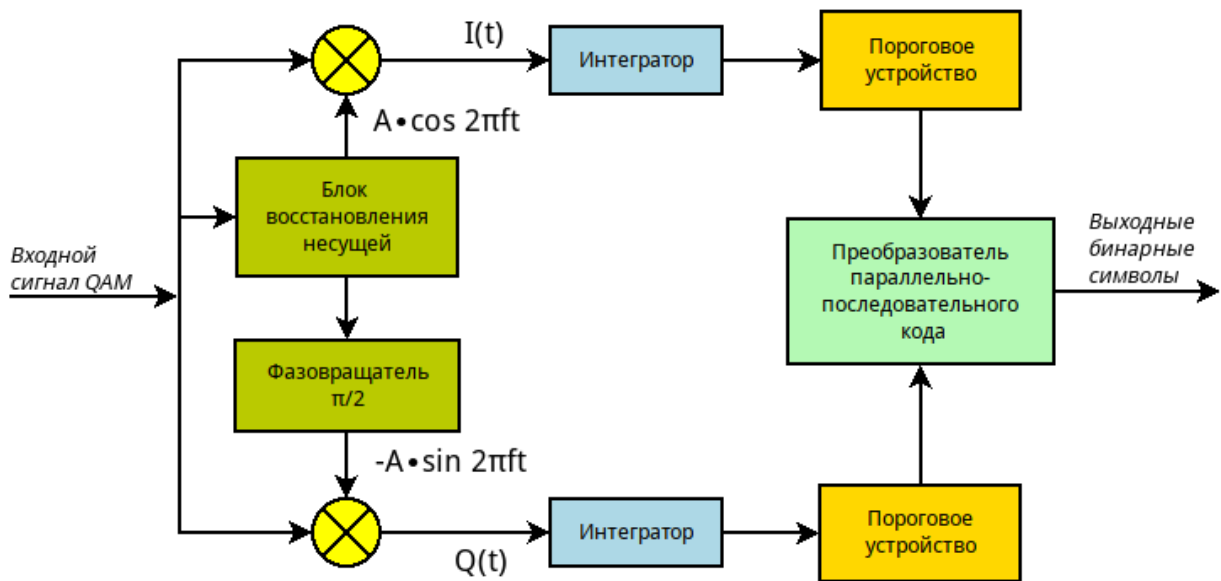 I(t)
Интегратор
Пороговое
устройство
A•cos 2πft
Блок
восстановления
несущей
Входной
сигнал QAM
Преобразователь
параллельно-
последовательного
кода
Выходные
бинарные
символы
Фазовращатель
π/2
-A•sin 2πft
Q(t)
Интегратор
Пороговое
устройство